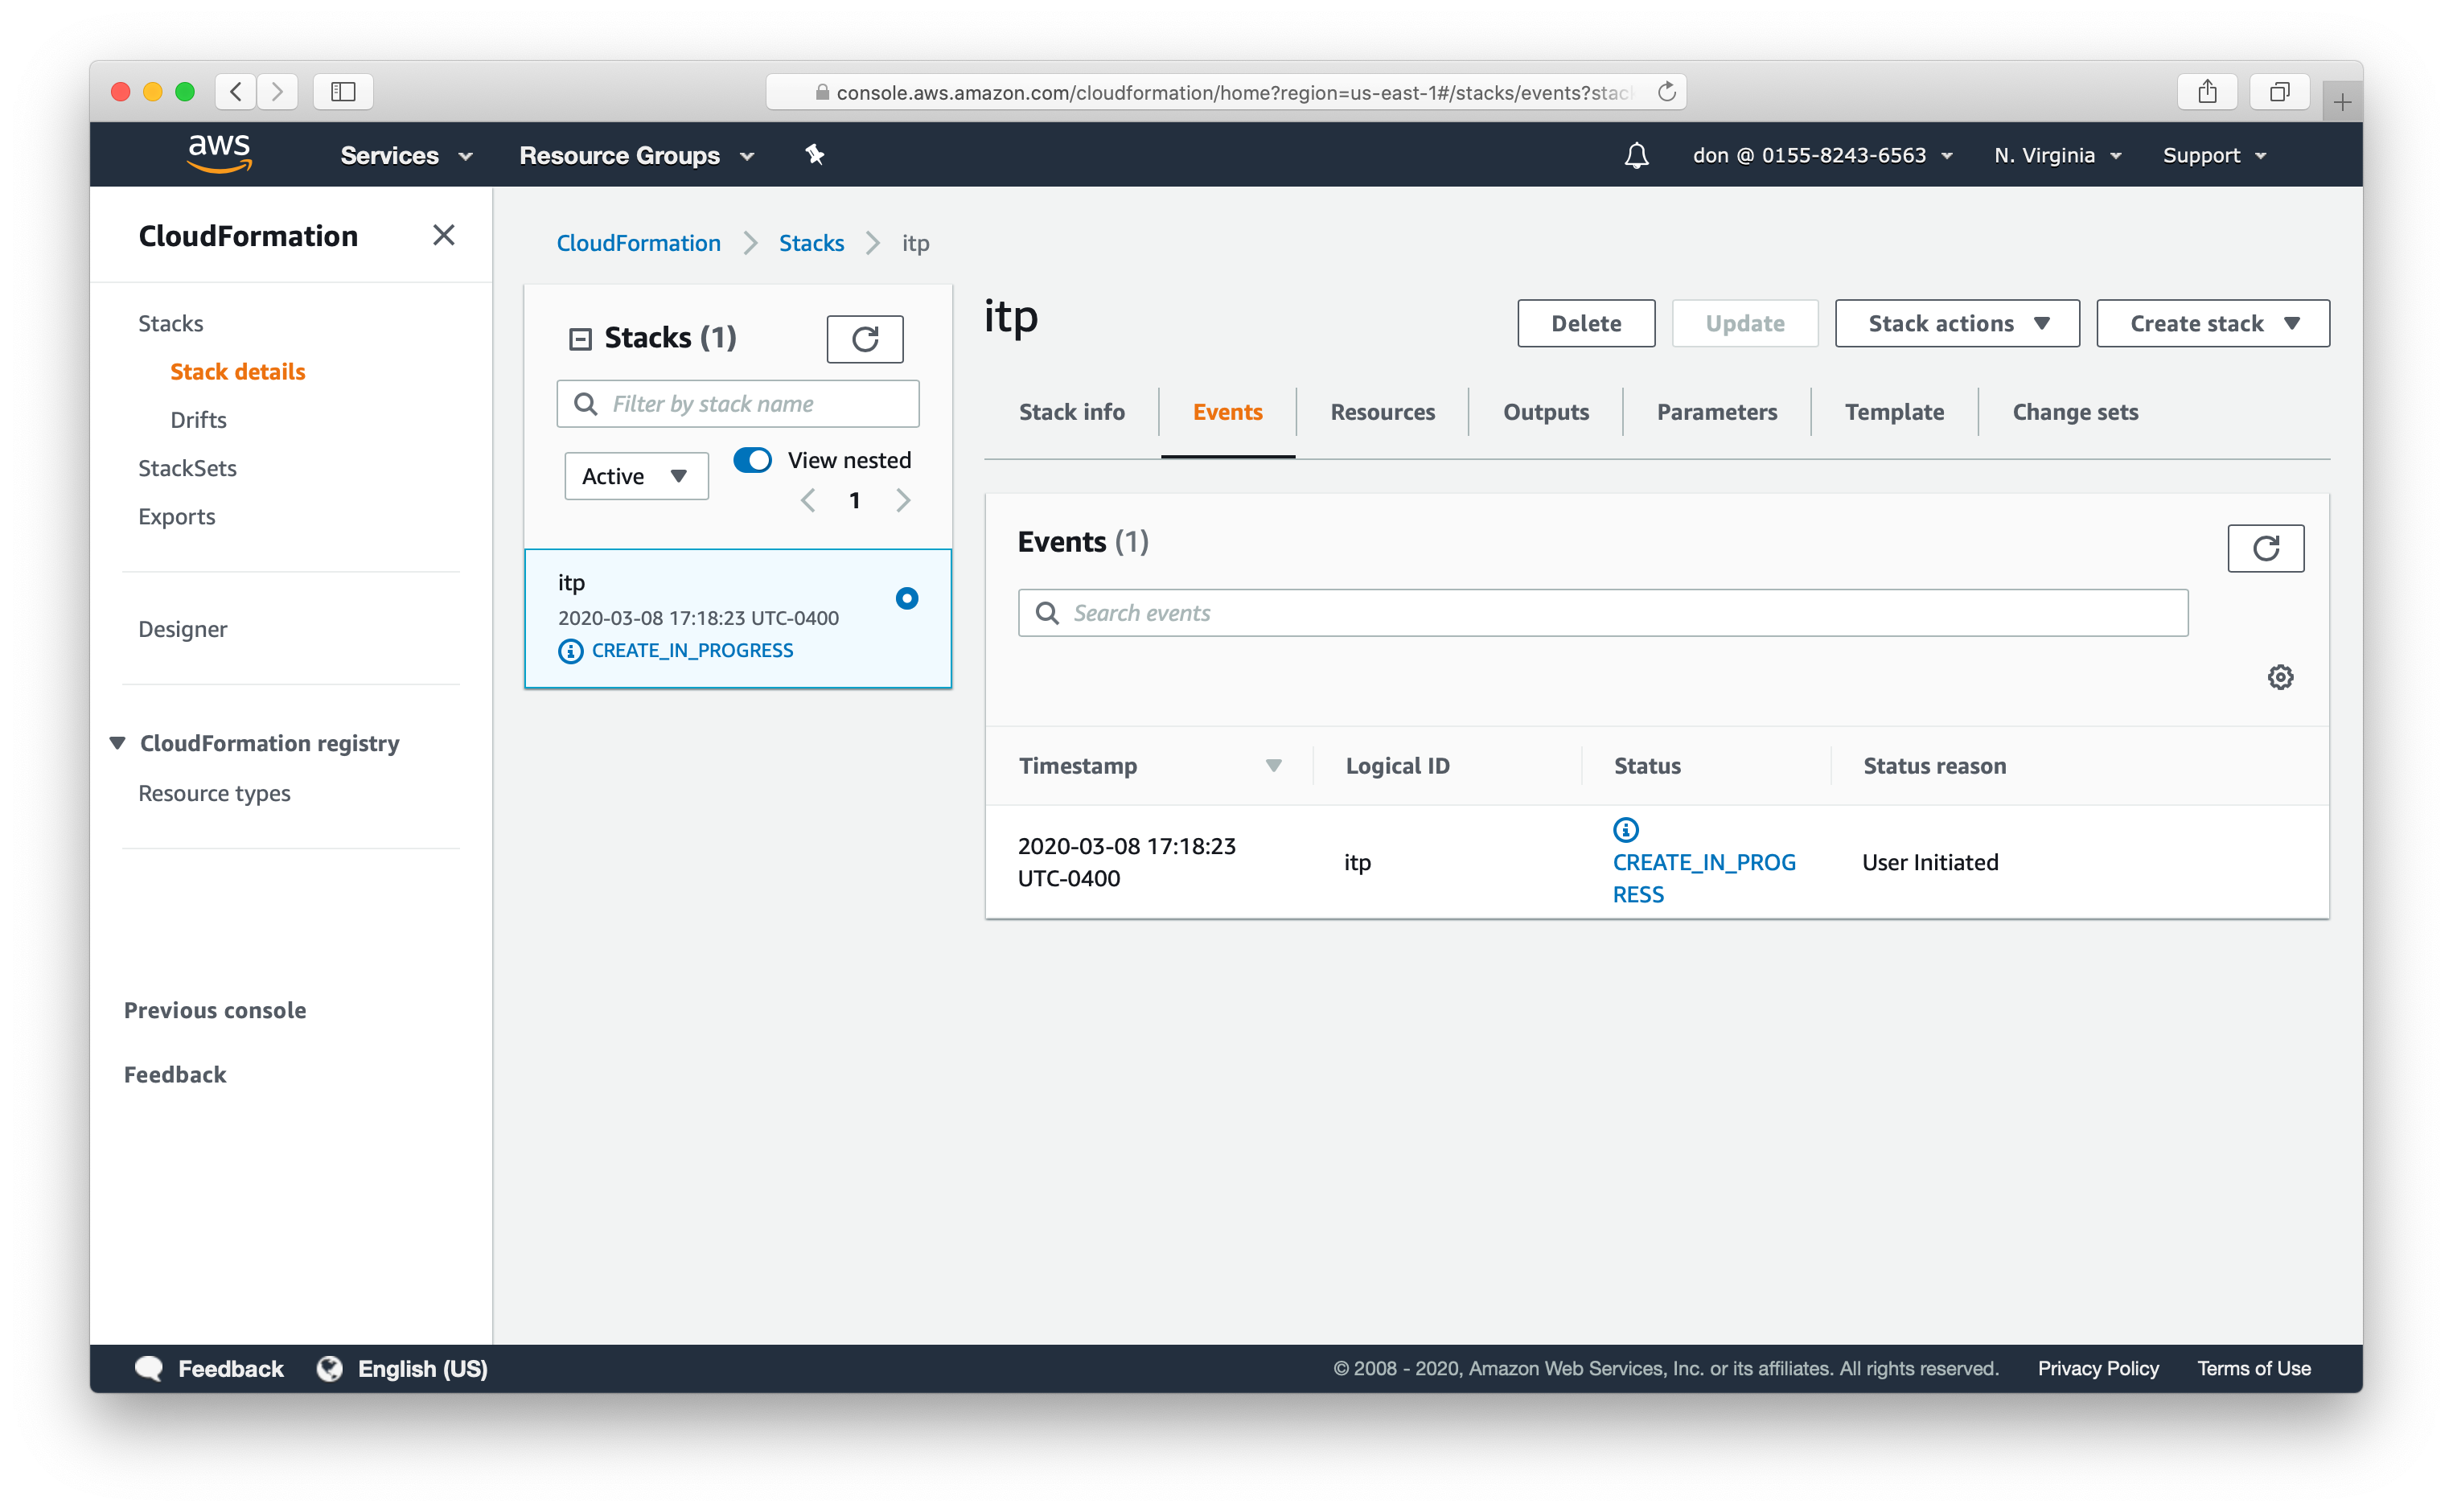 console.aws.amazon.com/cloudformation/home?region=us-east-1#/stacks/events?stac
aws
Services
Resource Groups
don @ 0155-8243-6563
N. Virginia
Support
CloudFormation
Stacks
Stack details
Drifts
StackSets
Exports
Designer
CloudFormation registry
Resource types
Previous console
Feedback
CloudFormation
Stacks
itp
Stacks (1)
Filter by stack name
Active
View nested
1
itp
2020-03-08 17:18:23 UTC-0400
CREATE_IN_PROGRESS
itp
Delete
Update
Stack actions
Create stack
Stack info
Events
Resources
Outputs
Parameters
Template
Change sets
Events (1)
Search events
Timestamp
Logical ID
Status
Status reason
2020-03-08 17:18:23
UTC-0400
itp
CREATE_IN_PROG
RESS
User Initiated
Feedback
English (US)
© 2008 - 2020, Amazon Web Services, Inc. or its affiliates. All rights reserved.
Privacy Policy
Terms of Use